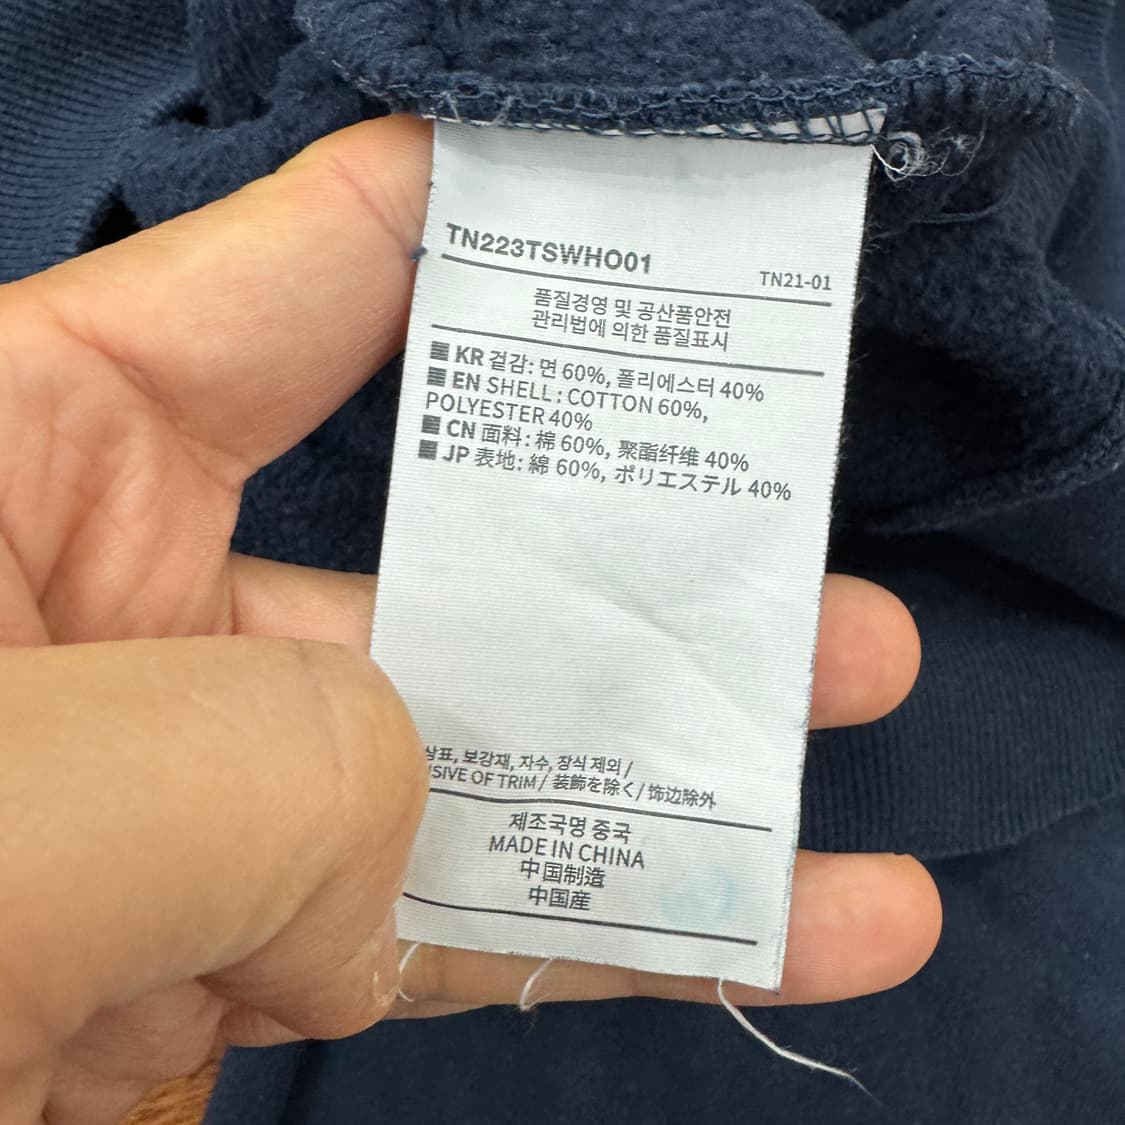 TN223TSWHO01
TN21-01
품질경영 및 공산품안전
관리법에 의한 품질표시
KR 겉감: 면 60%, 폴리에스터 40%
EN SHELL : COTTON 60%,
POLYESTER 40%
CN 面料: 棉 60%, 聚酯纤维 40%
JP 表地: 綿 60%, ポリエステル 40%
상표, 보강재, 자수, 장식 제외 /
SIVE OF TRIM / 装飾を除く / 饰边除外
제조국명 중국
MADE IN CHINA
中国制造
中国産